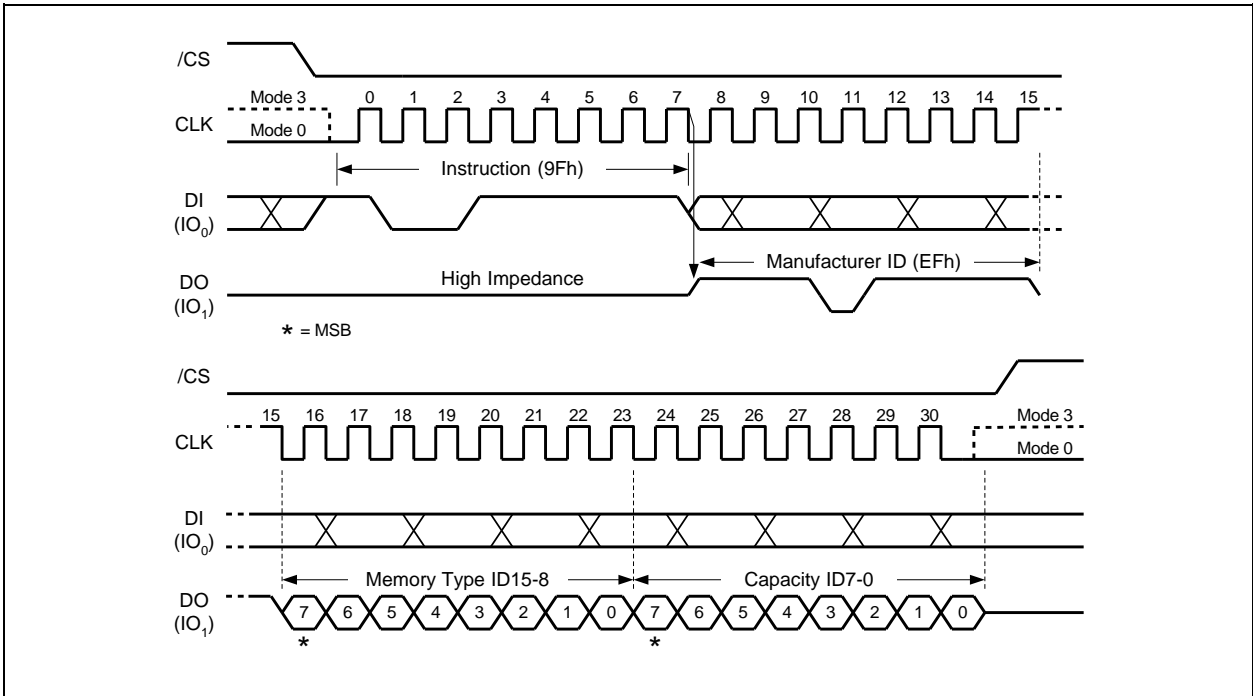 /CS
Mode 3 0 1 2 3 4 5 6 7 8 9 10 11 12 13 14 15
CLK
Mode 0
Instruction (9Fh)
DI
(IO0)
Manufacturer ID (EFh)
DO
(IO1)
High Impedance
* = MSB
/CS
15 16 17 18 19 20 21 22 23 24 25 26 27 28 29 30 Mode 3
CLK
Mode 0
DI
(IO0)
Memory Type ID15-8 Capacity ID7-0
DO
(IO1)
7 6 5 4 3 2 1 0 7 6 5 4 3 2 1 0
* *